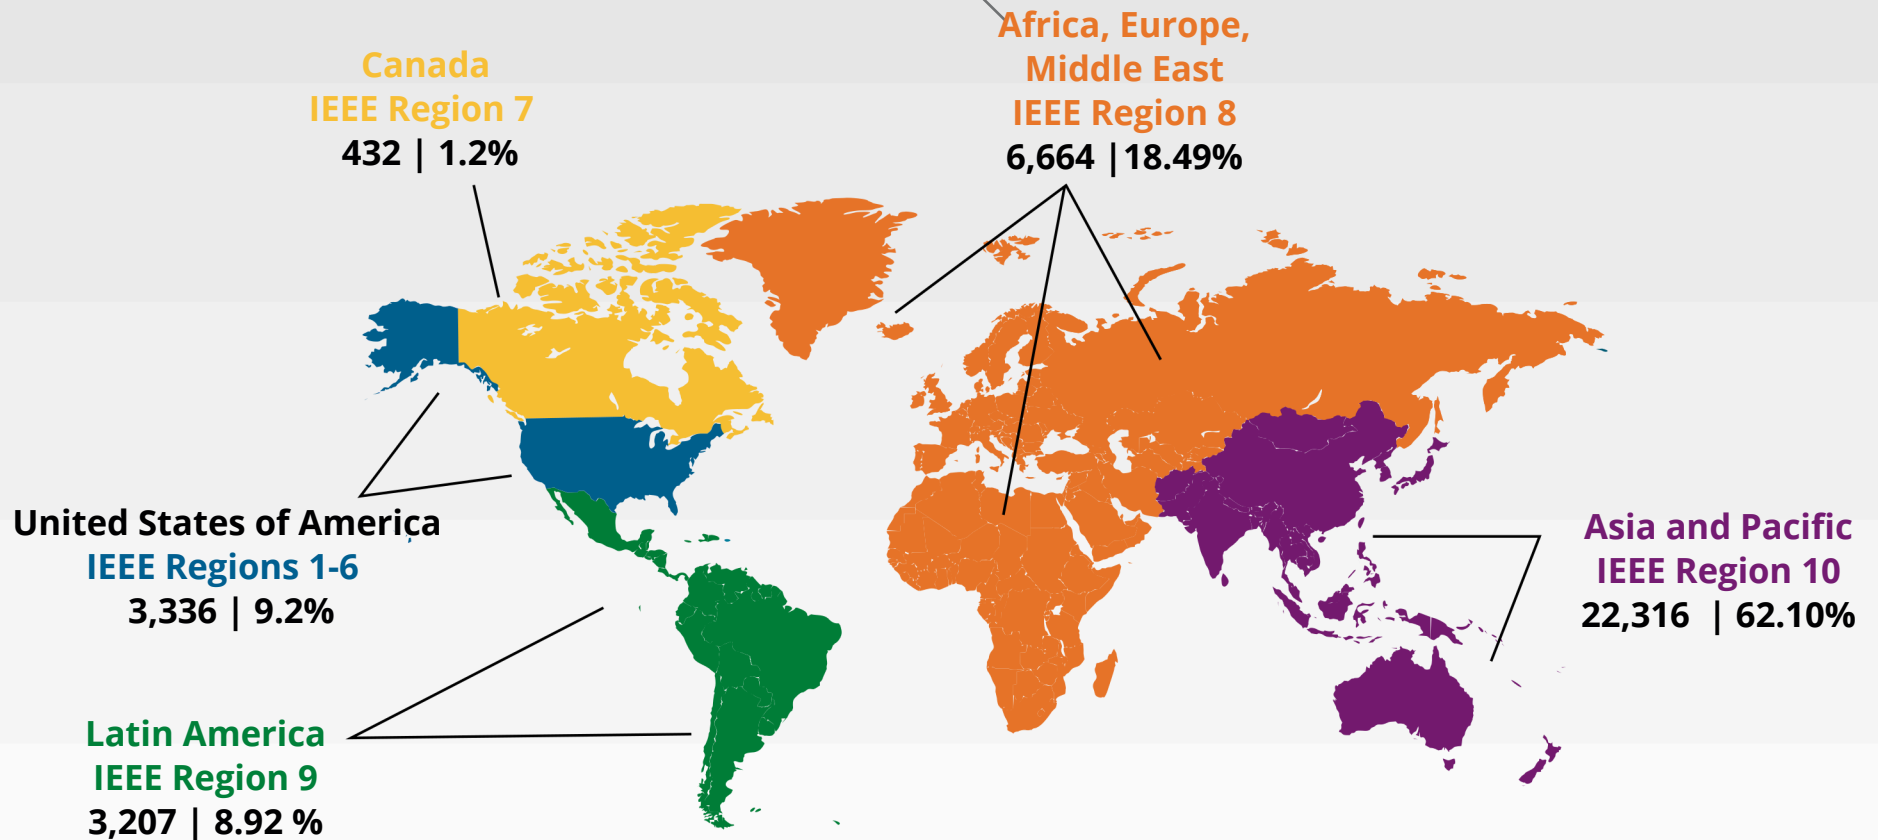 Canada
IEEE Region 7
432 | 1.2%
Africa, Europe,
Middle East
IEEE Region 8
6,664 |18.49%
United States of America
IEEE Regions 1-6
3,336 | 9.2%
Asia and Pacific
IEEE Region 10
22,316 | 62.10%
Latin America
IEEE Region 9
3,207 | 8.92 %